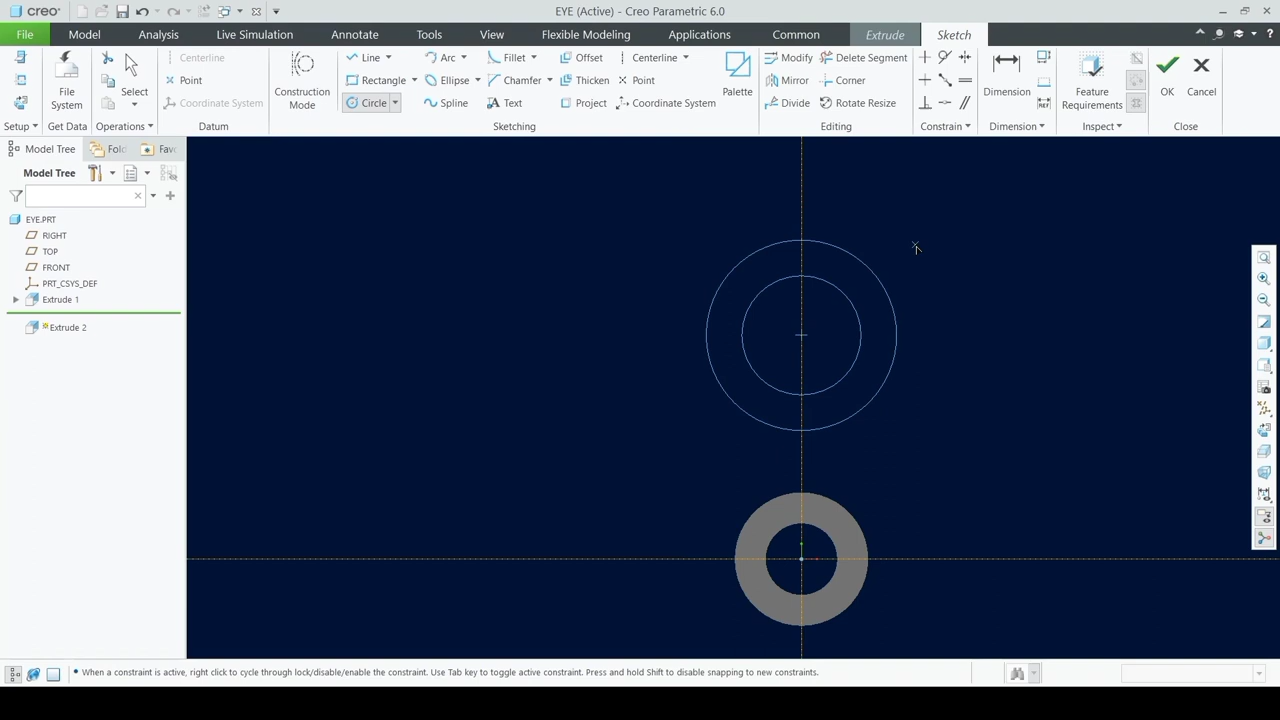 creo
EYE (Active) - Creo Parametric 6.0
File Model Analysis Live Simulation Annotate Tools View Flexible Modeling Applications Common Extrude Sketch
Centerline Line Arc Fillet Offset Centerline Modify Delete Segment
Point Rectangle Ellipse Chamfer Thicken Point Mirror Corner
File System Select Coordinate System Construction Mode Circle Spline Text Project Coordinate System Palette Divide Rotate Resize Dimension Feature Requirements OK Cancel
Setup Get Data Operations Datum Sketching Editing Constrain Dimension Inspect Close
Model Tree Fol Fav
Model Tree
EYE.PRT
RIGHT
TOP
FRONT
PRT_CSYS_DEF
Extrude 1
Extrude 2
• When a constraint is active, right click to cycle through lock/disable/enable the constraint. Use Tab key to toggle active constraint. Press and hold Shift to disable snapping to new constraints.